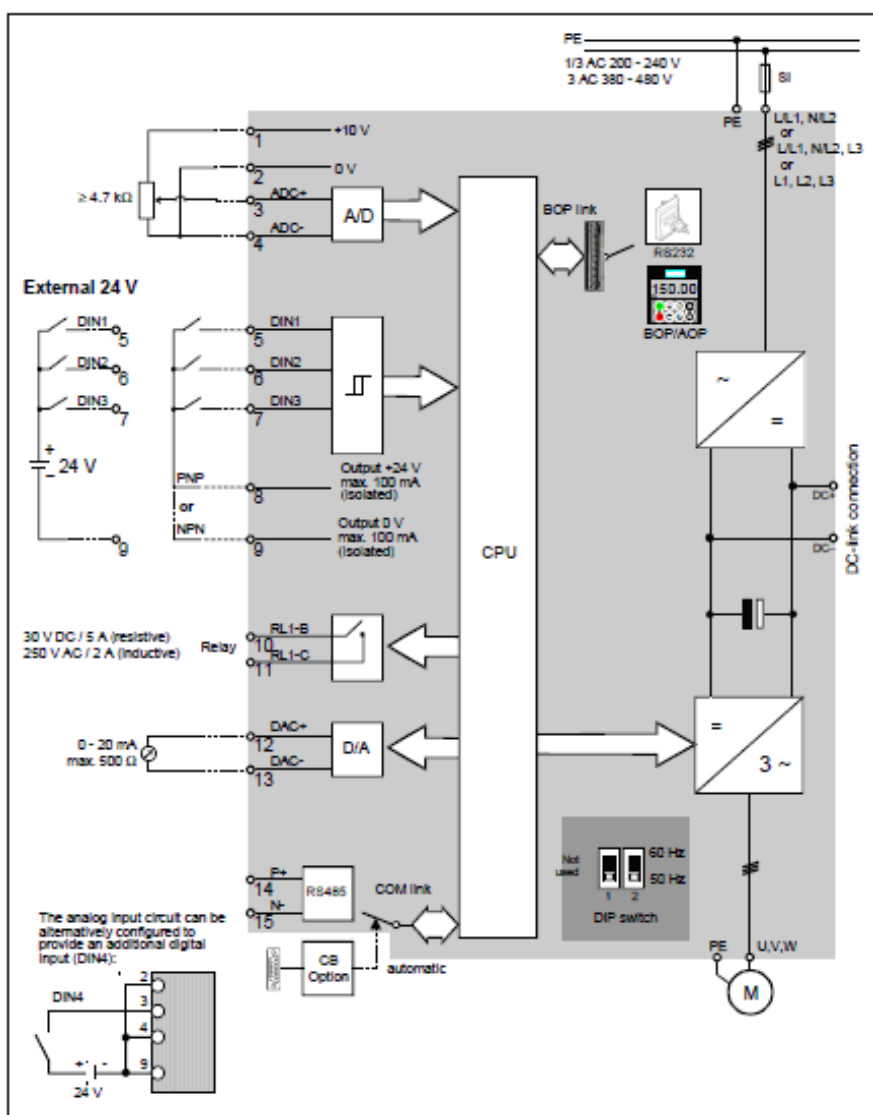 PE
1/3 AC 200 - 240 V
3 AC 380 - 480 V
SI
PE
L/L1, N/L2
or
L/L1, N/L2, L3
or
L1, L2, L3
1
+10 V
2
0 V
≥ 4.7 kΩ
ADC+
3
ADC-
4
A/D
BOP link
RS232
150.00
BOP/AOP
External 24 V
DIN1
5
DIN2
6
DIN3
7
+
−
24 V
9
DIN1
5
DIN2
6
DIN3
7
PNP
8
or
NPN
9
Output +24 V
max. 100 mA
(isolated)
Output 0 V
max. 100 mA
(isolated)
CPU
~
=
DC+
DC-
DC-link connection
30 V DC / 5 A (resistive)
250 V AC / 2 A (inductive)
Relay
RL1-B
10
RL1-C
11
0 - 20 mA
max. 500 Ω
DAC+
12
DAC-
13
D/A
=
3 ~
P+
14
N-
15
RS485
COM link
CB
Option
automatic
Not
used
60 Hz
50 Hz
1
2
DIP switch
PE
U,V,W
M
The analog input circuit can be
alternatively configured to
provide an additional digital
input (DIN4):
DIN4
2
3
4
9
+
-
24 V